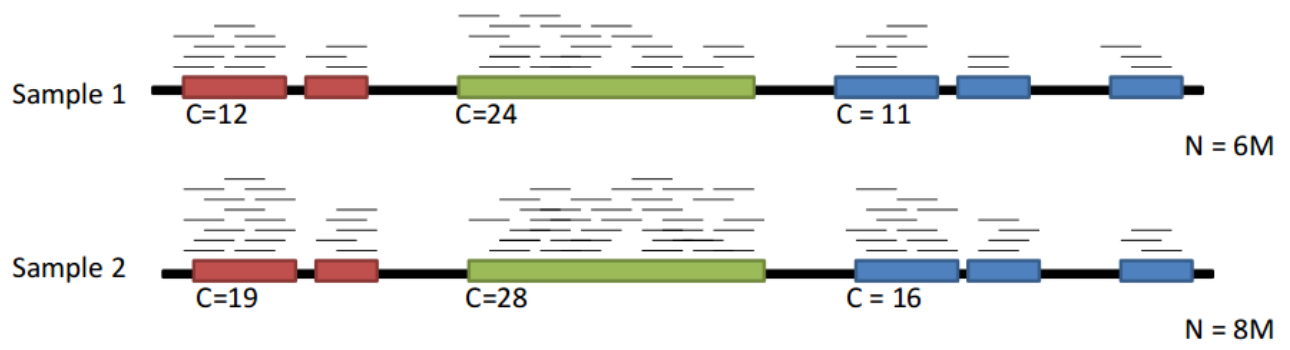 Sample 1
C=12
C=24
C = 11
N = 6M
Sample 2
C=19
C=28
C = 16
N = 8M